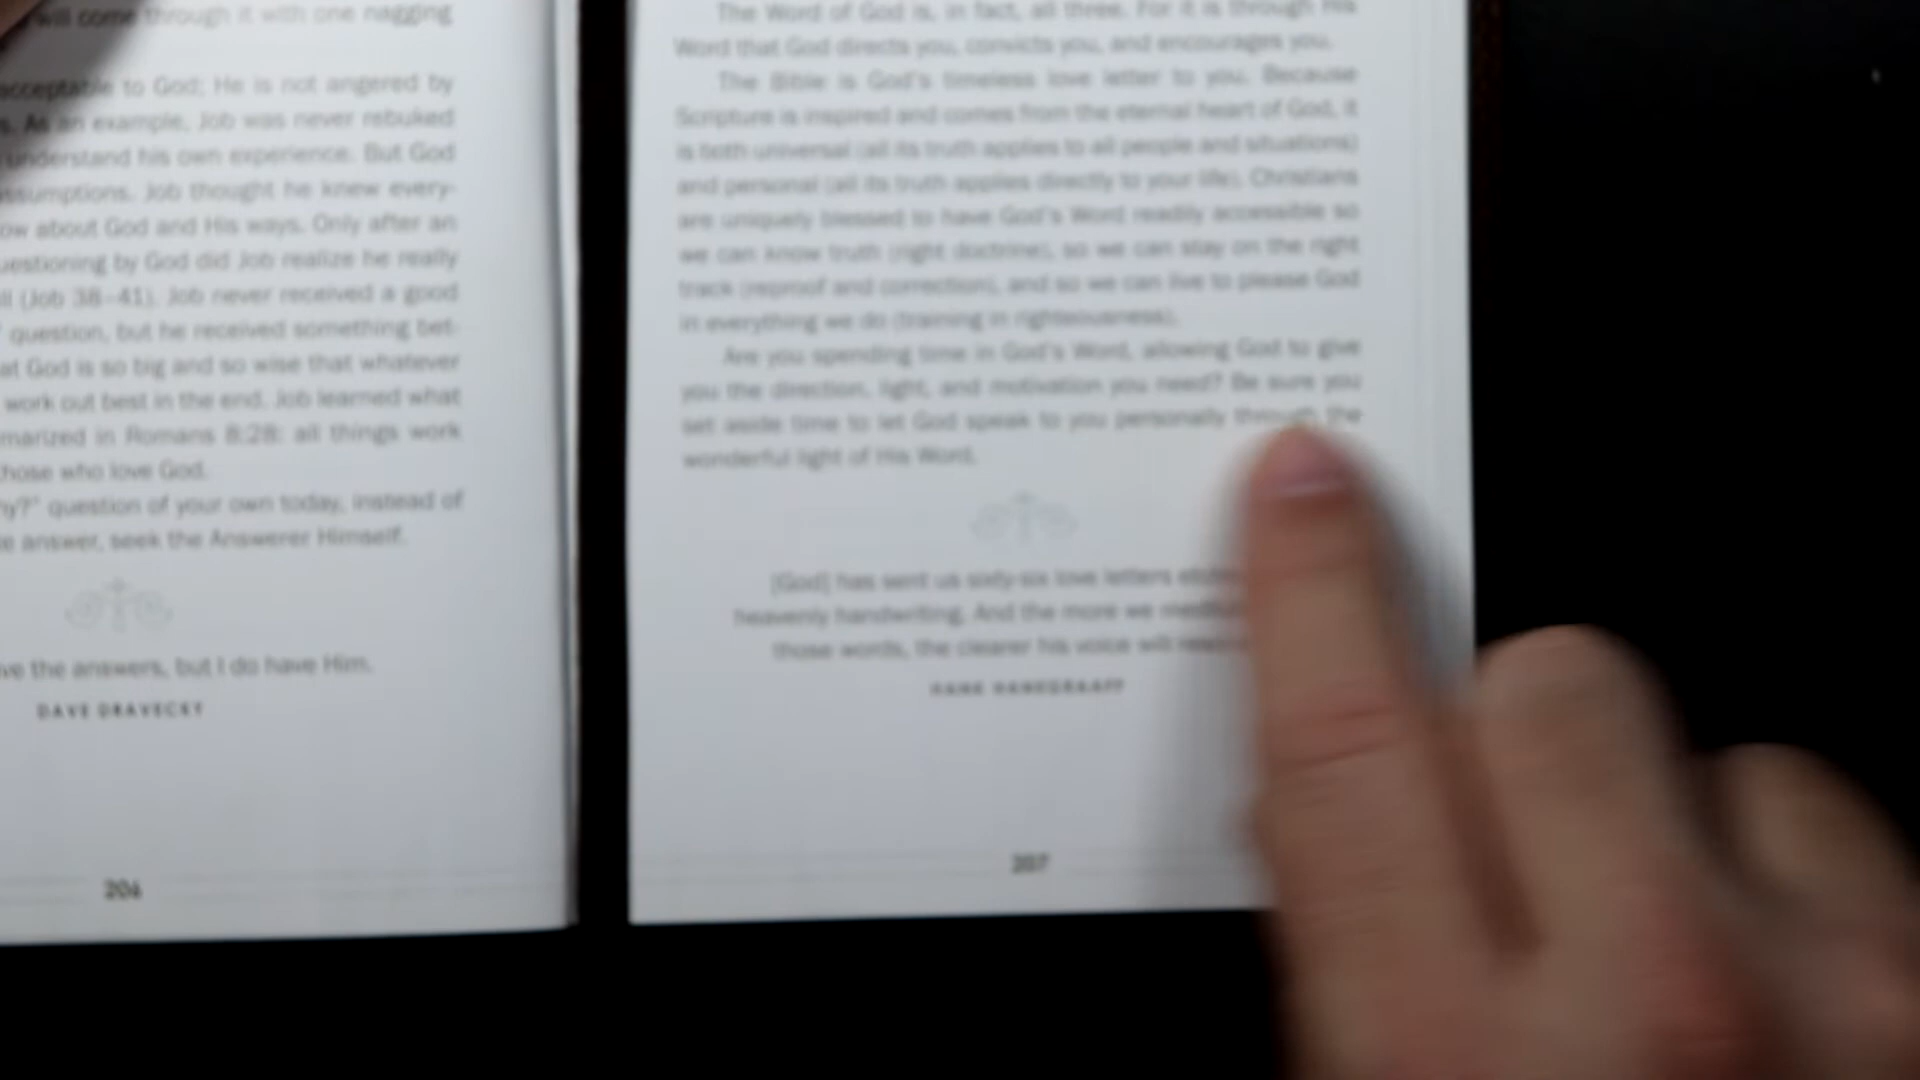 will come through it with one nagging
acceptable to God; He is not angered by
s. As an example, Job was never rebuked
understand his own experience. But God
assumptions. Job thought he knew every-
ow about God and His ways. Only after an
uestioning by God did Job realize he really
ll (Job 38–41). Job never received a good
" question, but he received something bet-
at God is so big and so wise that whatever
work out best in the end. Job learned what
marized in Romans 8:28: all things work
those who love God.
hy?" question of your own today, instead of
e answer, seek the Answerer Himself.
ve the answers, but I do have Him.
DAVE DRAVECKY
206
The Word of God is, in fact, all three. For it is through His
Word that God directs you, convicts you, and encourages you.
The Bible is God's timeless love letter to you. Because
Scripture is inspired and comes from the eternal heart of God, it
is both universal (all its truth applies to all people and situations)
and personal (all its truth applies directly to your life). Christians
are uniquely blessed to have God's Word readily accessible so
we can know truth (right doctrine), so we can stay on the right
track (reproof and correction), and so we can live to please God
in everything we do (training in righteousness).
Are you spending time in God's Word, allowing God to give
you the direction, light, and motivation you need? Be sure you
set aside time to let God speak to you personally through the
wonderful light of His Word.
[God] has sent us sixty-six love letters
heavenly handwriting. And the more we
those words, the clearer his voice will
HANK HANEGRAAFF
207